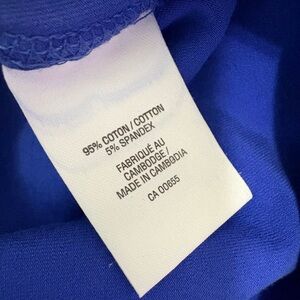 95% COTON / COTTON
5% SPANDEX
FABRIQUÉ AU
CAMBODGE /
MADE IN CAMBODIA
CA 00655